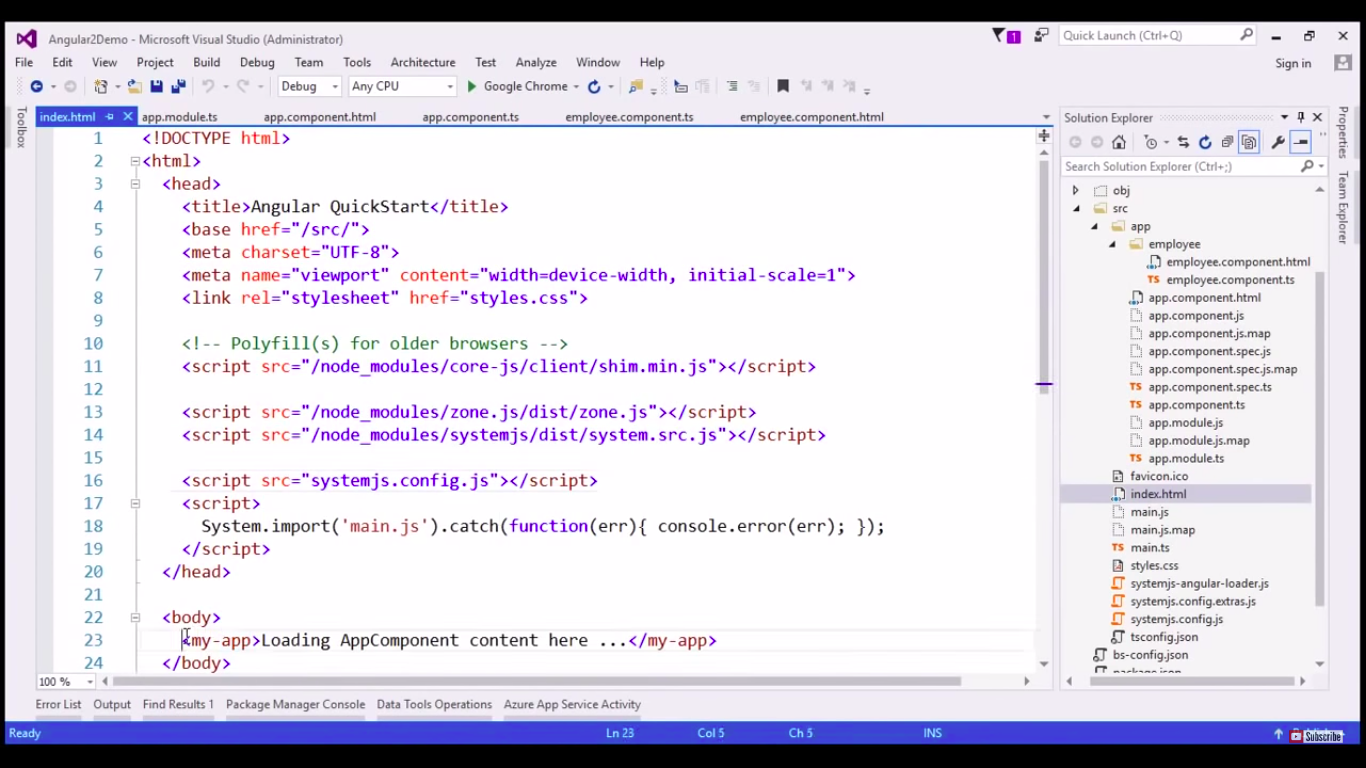 Angular2Demo - Microsoft Visual Studio (Administrator)
1
Quick Launch (Ctrl+Q)
File Edit View Project Build Debug Team Tools Architecture Test Analyze Window Help
Sign in
Debug Any CPU Google Chrome
Toolbox
index.html app.module.ts app.component.html app.component.ts employee.component.ts employee.component.html
1 <!DOCTYPE html>
2 <html>
3 <head>
4 <title>Angular QuickStart</title>
5 <base href="/src/">
6 <meta charset="UTF-8">
7 <meta name="viewport" content="width=device-width, initial-scale=1">
8 <link rel="stylesheet" href="styles.css">
9
10 <!-- Polyfill(s) for older browsers -->
11 <script src="/node_modules/core-js/client/shim.min.js"></script>
12
13 <script src="/node_modules/zone.js/dist/zone.js"></script>
14 <script src="/node_modules/systemjs/dist/system.src.js"></script>
15
16 <script src="systemjs.config.js"></script>
17 <script>
18 System.import('main.js').catch(function(err){ console.error(err); });
19 </script>
20 </head>
21
22 <body>
23 <my-app>Loading AppComponent content here ...</my-app>
24 </body>
100 %
Solution Explorer
Search Solution Explorer (Ctrl+;)
obj
src
app
employee
employee.component.html
TS employee.component.ts
app.component.html
app.component.js
app.component.js.map
app.component.spec.js
app.component.spec.js.map
TS app.component.spec.ts
TS app.component.ts
app.module.js
app.module.js.map
TS app.module.ts
favicon.ico
index.html
main.js
main.js.map
TS main.ts
styles.css
systemjs-angular-loader.js
systemjs.config.extras.js
systemjs.config.js
tsconfig.json
bs-config.json
package.json
Properties
Team Explorer
Error List Output Find Results 1 Package Manager Console Data Tools Operations Azure App Service Activity
Ready Ln 23 Col 5 Ch 5 INS
Subscribe